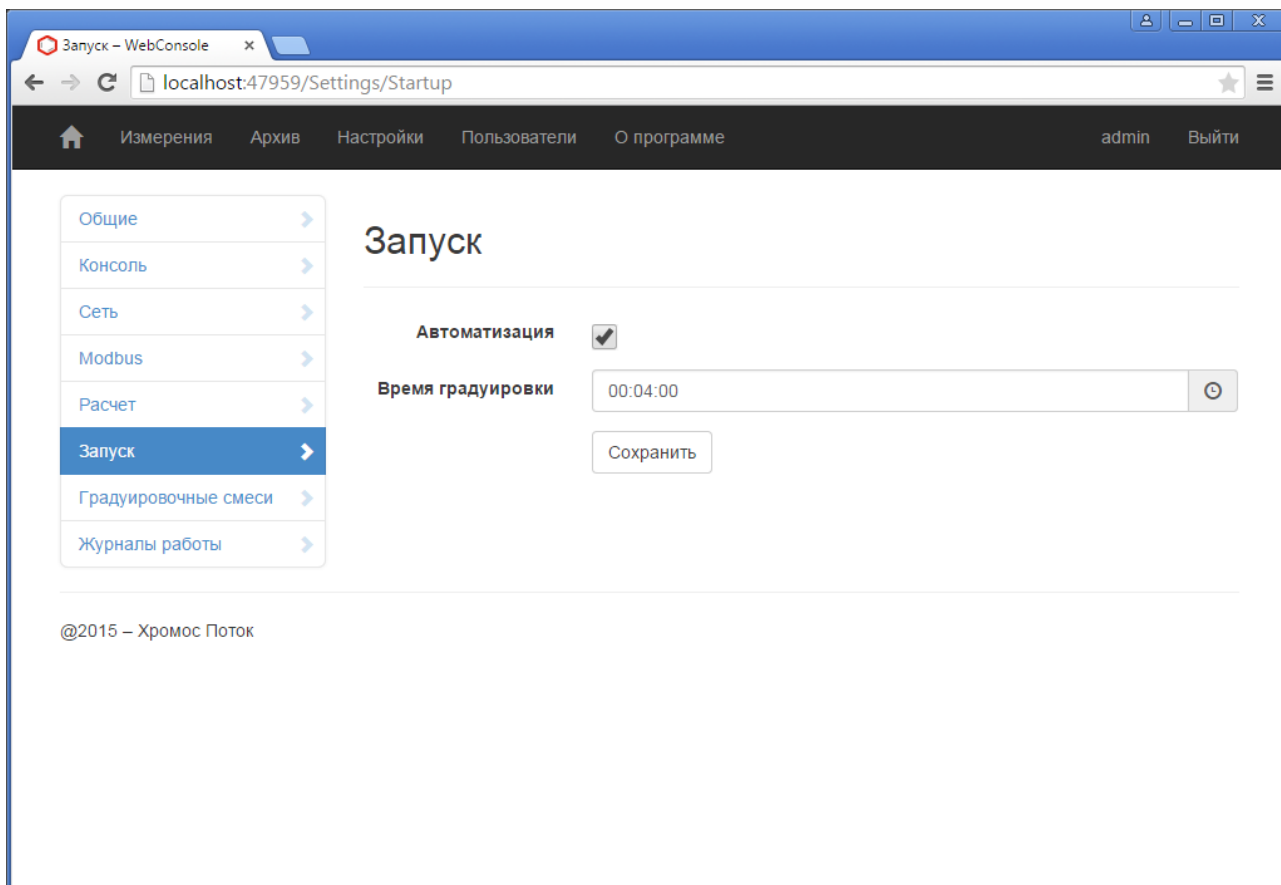 Запуск – WebConsole
localhost:47959/Settings/Startup
Измерения Архив Настройки Пользователи О программе admin Выйти
Общие
Консоль
Сеть
Modbus
Расчет
Запуск
Градуировочные смеси
Журналы работы
Запуск
Автоматизация
Время градуировки 00:04:00
Сохранить
@2015 – Хромос Поток